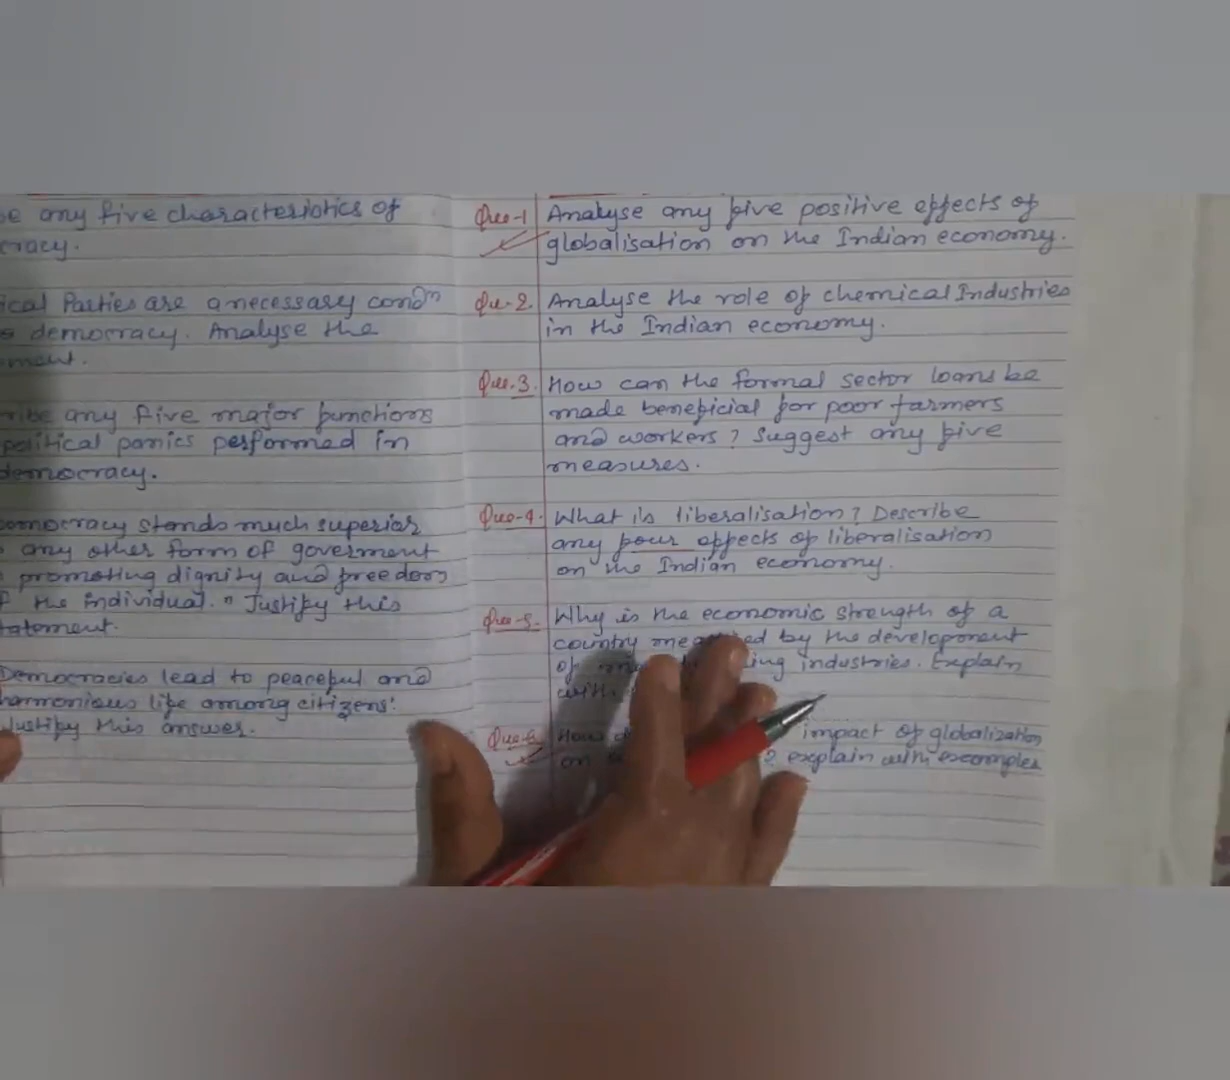 any five characteristics of
cracy.
ical Parties are a necessary condn
democracy. Analyse the
ment.
ribe any five major functions
political parties performed in
democracy.
emocracy stands much superior
any other form of goverment
promoting dignity and freedom
f the individual." Justify this
tatement.
Democracies lead to peaceful and
harmonious life among citizens'.
Justify this answer.
Que-1 Analyse any five positive effects of
globalisation on the Indian economy.
Qu-2. Analyse the role of chemical Industries
in the Indian economy.
Que.3. How can the formal sector loans be
made beneficial for poor farmers
and workers? Suggest any five
measures.
Que-4. What is liberalisation? Describe
any four effects of liberalisation
on the Indian economy.
Que-5. Why is the economic strength of a
country by the development
of industries. Explain
with
Que-6 How impact of globalization
on ? explain with examples